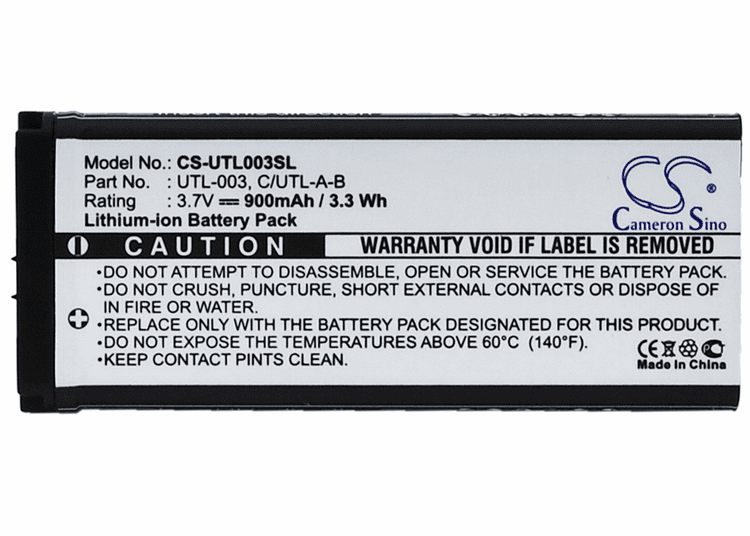 Model No.: CS-UTL003SL
Part No. : UTL-003, C/UTL-A-B
Rating : 3.7V 900mAh / 3.3 Wh
Lithium-ion Battery Pack
CS
Cameron Sino
CAUTION WARRANTY VOID IF LABEL IS REMOVED
•DO NOT ATTEMPT TO DISASSEMBLE, OPEN OR SERVICE THE BATTERY PACK.
•DO NOT CRUSH, PUNCTURE, SHORT EXTERNAL CONTACTS OR DISPOSE OF
IN FIRE OR WATER.
•REPLACE ONLY WITH THE BATTERY PACK SPECIFIED.
•DO NOT EXPOSE THE TEMPERATURES ABOVE 60°C (140°F).
•KEEP CONTACT PINTS CLEAN.
CE
Made in China